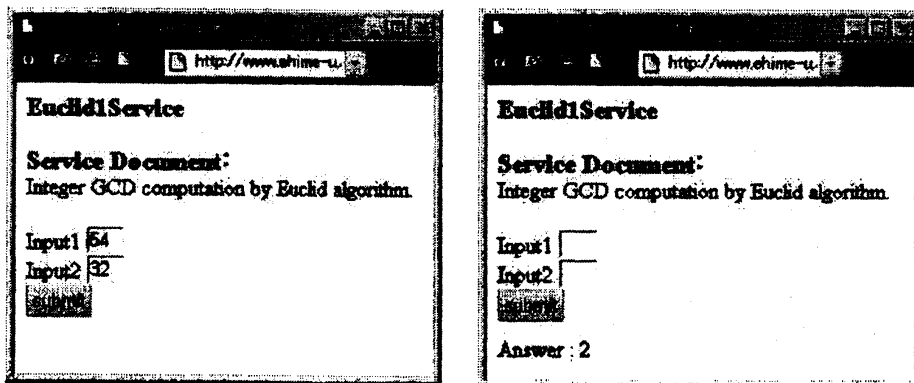 http://www.ehime-u.
Euclid1Service
Service Document:
Integer GCD computation by Euclid algorithm.
Input1 54
Input2 32
submit
http://www.ehime-u.
Euclid1Service
Service Document:
Integer GCD computation by Euclid algorithm.
Input1
Input2
submit
Answer : 2